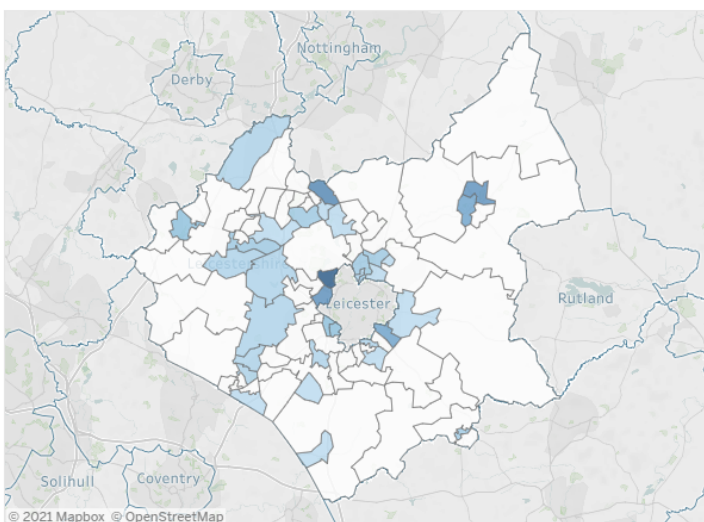 Nottingham
Derby
Leicestershire
Leicester
Rutland
Coventry
Solihull
© 2021 Mapbox © OpenStreetMap